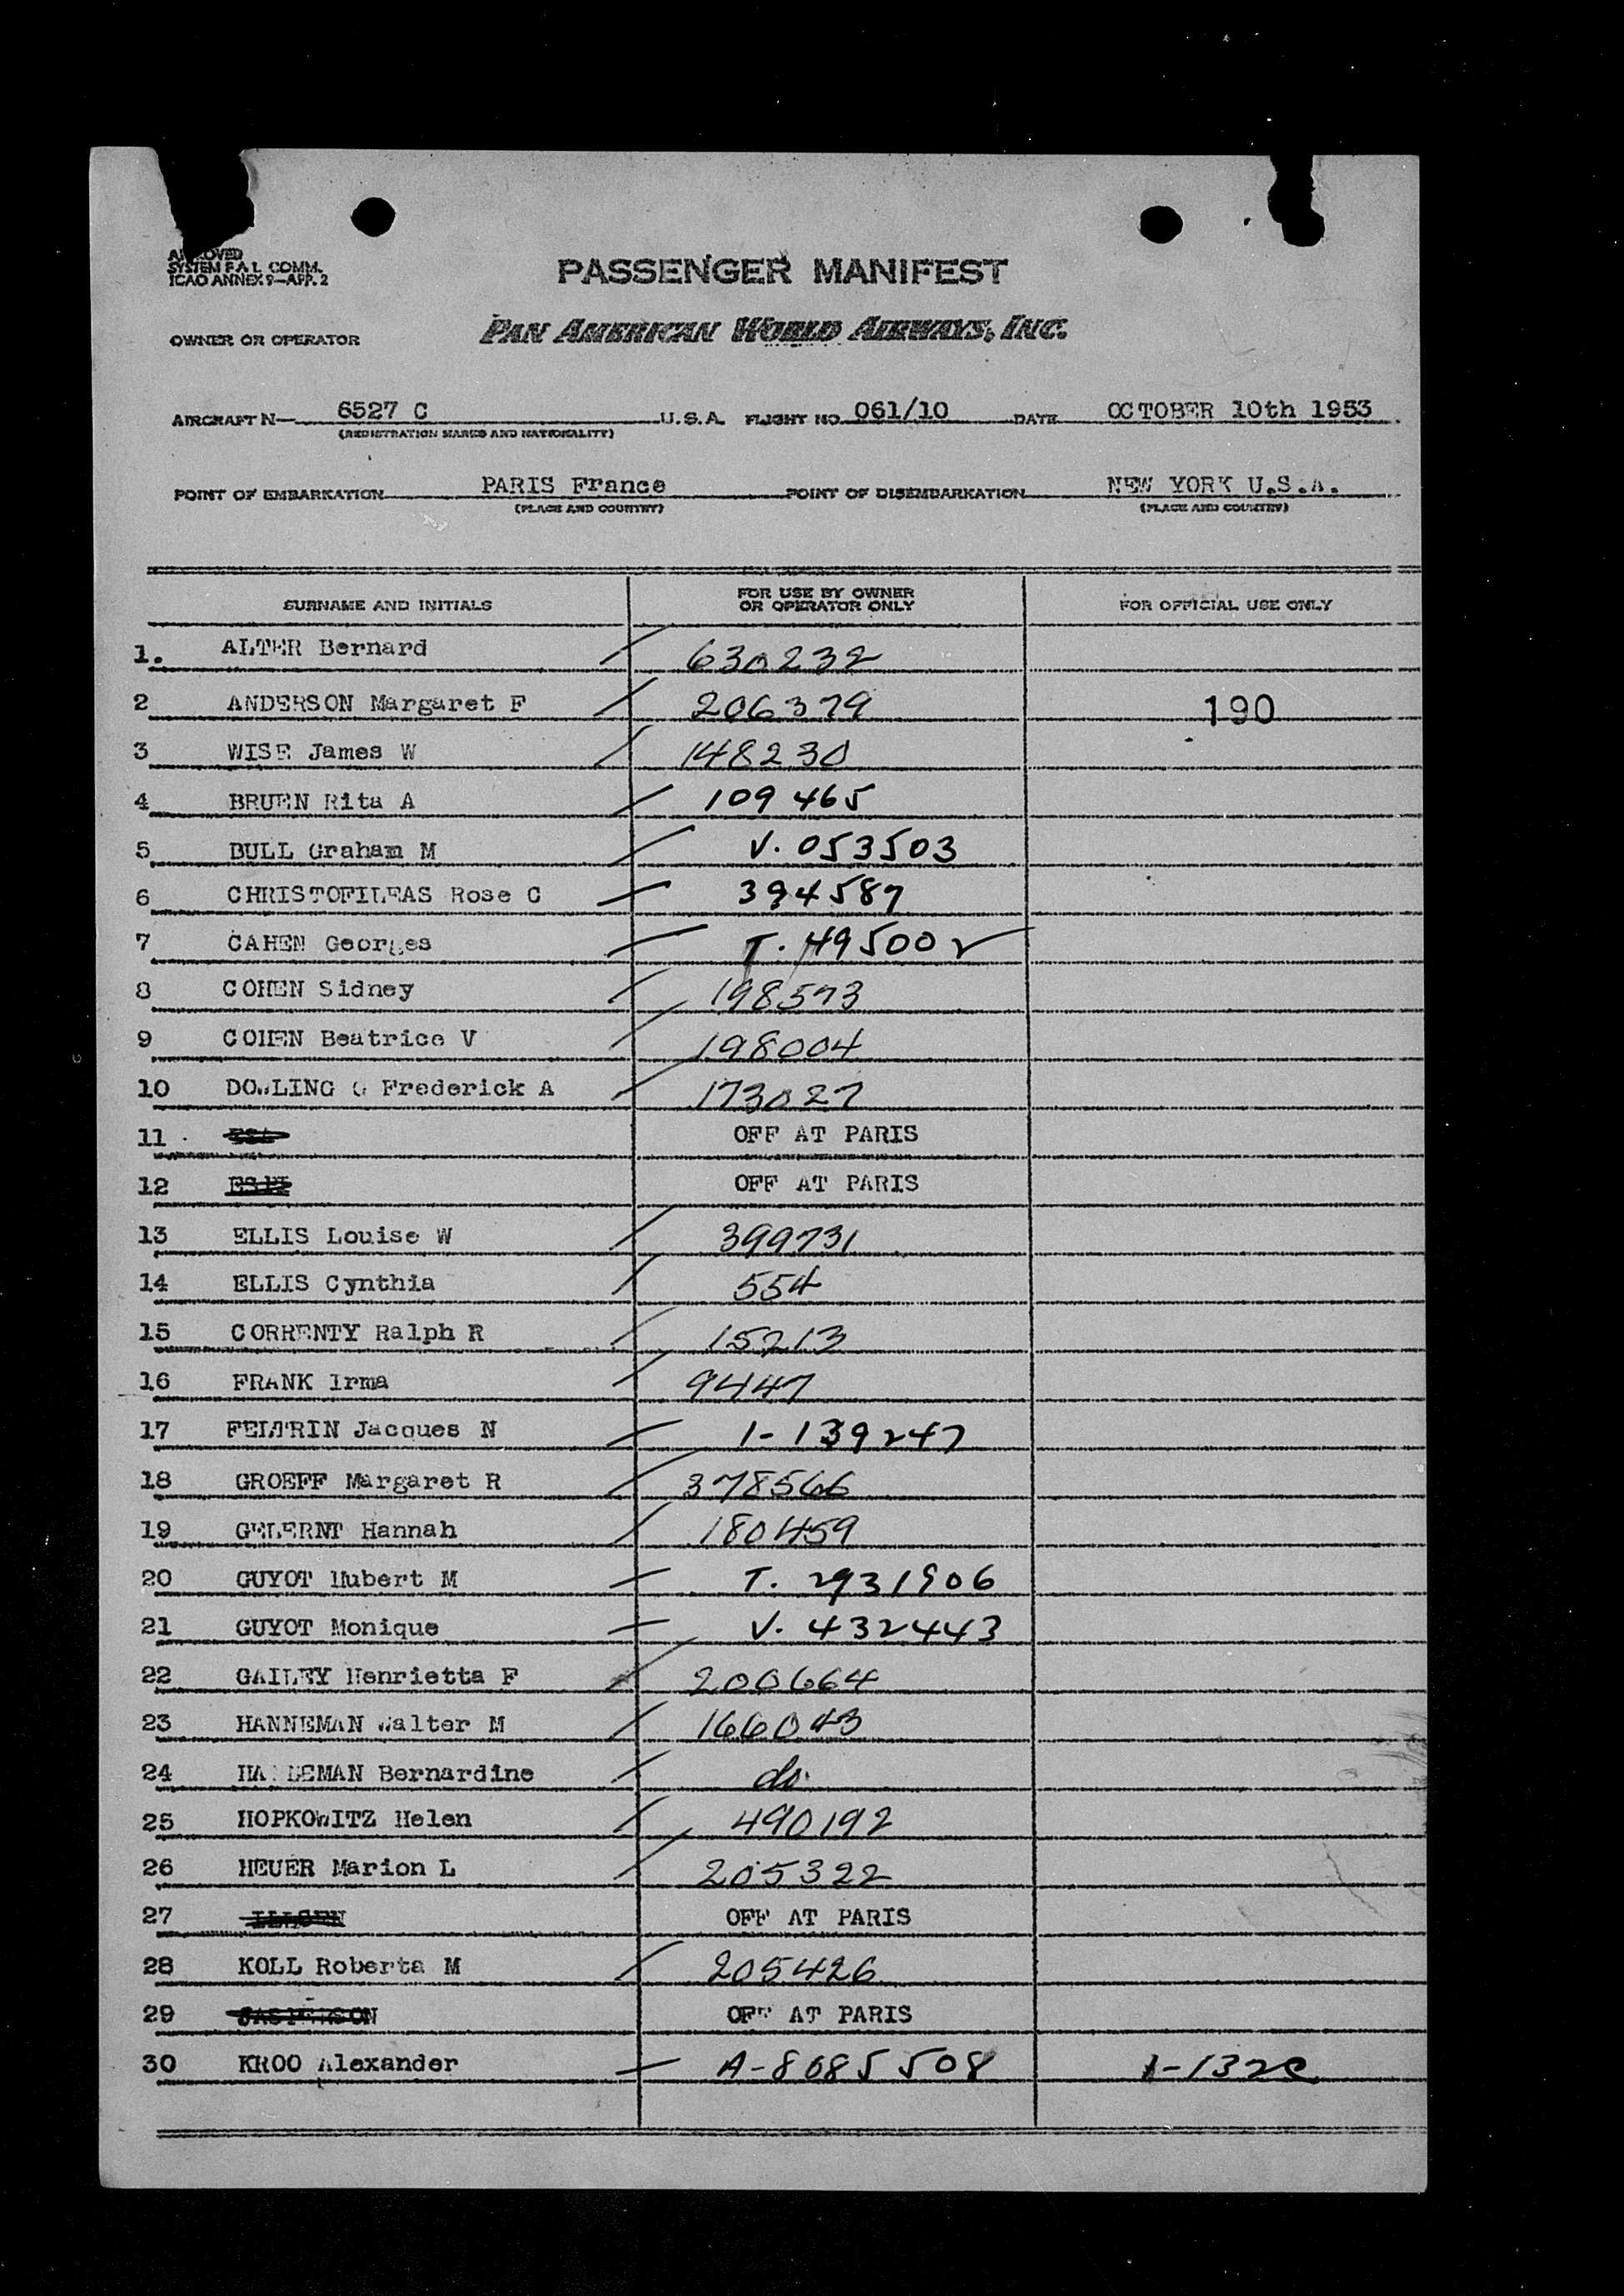 APPROVED
SYSTEM F.A.L. COMM.
ICAO ANNEX 9—APP. 2
PASSENGER MANIFEST
OWNER OR OPERATOR PAN AMERICAN WORLD AIRWAYS, INC.
AIRCRAFT N— 6527 C U.S.A. FLIGHT NO. 061/10 DATE OCTOBER 10th 1953
(REGISTRATION MARKS AND NATIONALITY)
POINT OF EMBARKATION PARIS France POINT OF DISEMBARKATION NEW YORK U.S.A.
(PLACE AND COUNTRY) (PLACE AND COUNTRY)
SURNAME AND INITIALS FOR USE BY OWNER OR OPERATOR ONLY FOR OFFICIAL USE ONLY
1. ALTER Bernard 630232
2 ANDERSON Margaret F 206379 190
3 WISE James W 148230
4 BRUEN Rita A 109465
5 BULL Graham M V. 053503
6 CHRISTOFILEAS Rose C 394587
7 CAHEN Georges T. 495002
8 COHEN Sidney 198573
9 COHEN Beatrice V 198004
10 DOWLING G Frederick A 173027
11 OFF AT PARIS
12 OFF AT PARIS
13 ELLIS Louise W 399731
14 ELLIS Cynthia 554
15 CORRENTY Ralph R 15213
16 FRANK Irma 9447
17 FELTRIN Jacques N I-139247
18 GROEFF Margaret R 378566
19 GELERNT Hannah 180459
20 GUYOT Hubert M T. 2931906
21 GUYOT Monique V. 432443
22 GAILEY Henrietta F 200664
23 HANNEMAN Walter M 166043
24 Bernardine do.
25 HOPKOWITZ Helen 490192
26 HEUER Marion L 205322
27 OFF AT PARIS
28 KOLL Roberta M 205426
29 OFF AT PARIS
30 KROO Alexander A-8085508 I-132c